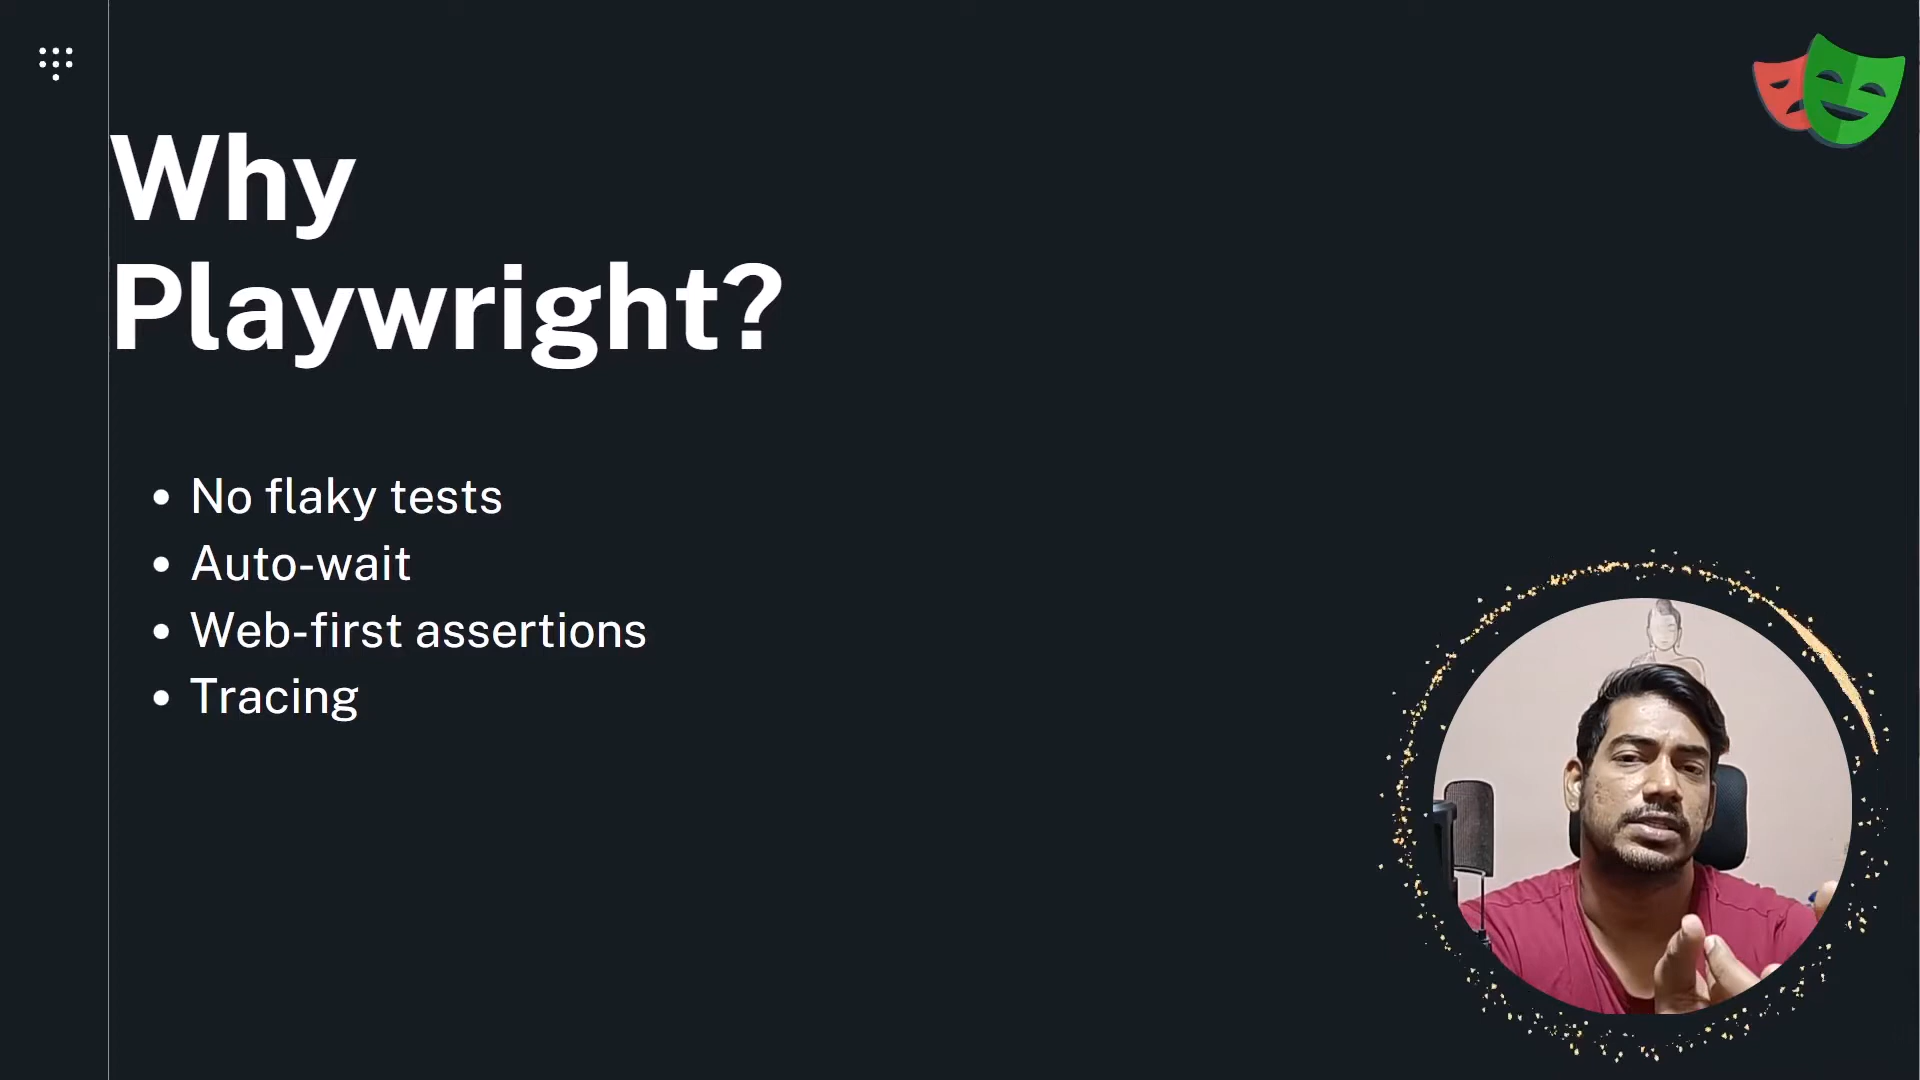 Why
Playwright?
• No flaky tests
• Auto-wait
• Web-first assertions
• Tracing